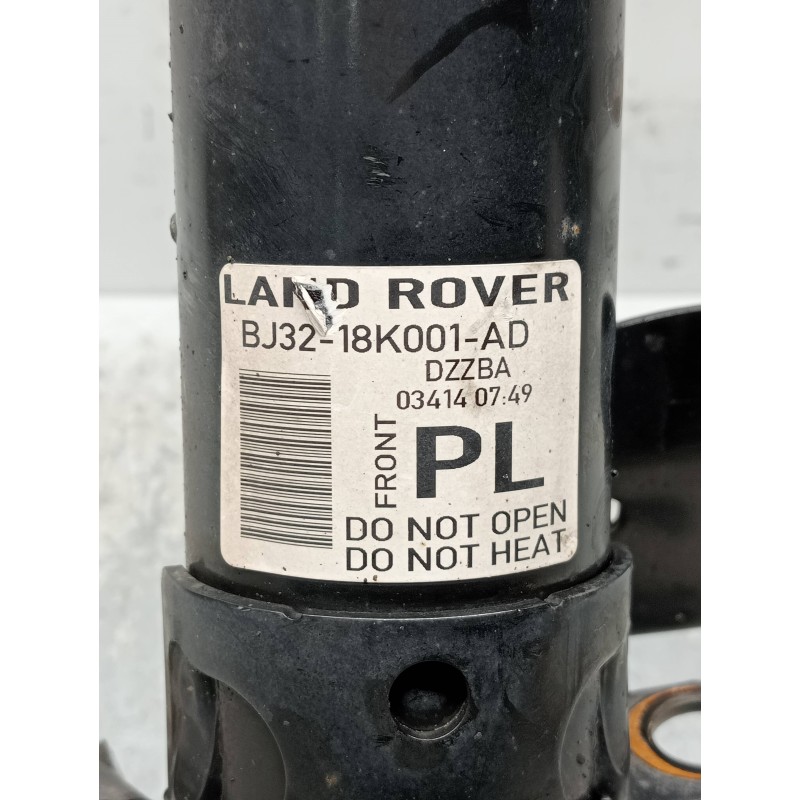 LAND ROVER
BJ32-18K001-AD
DZZBA
03414 07:49
FRONT
PL
DO NOT OPEN
DO NOT HEAT